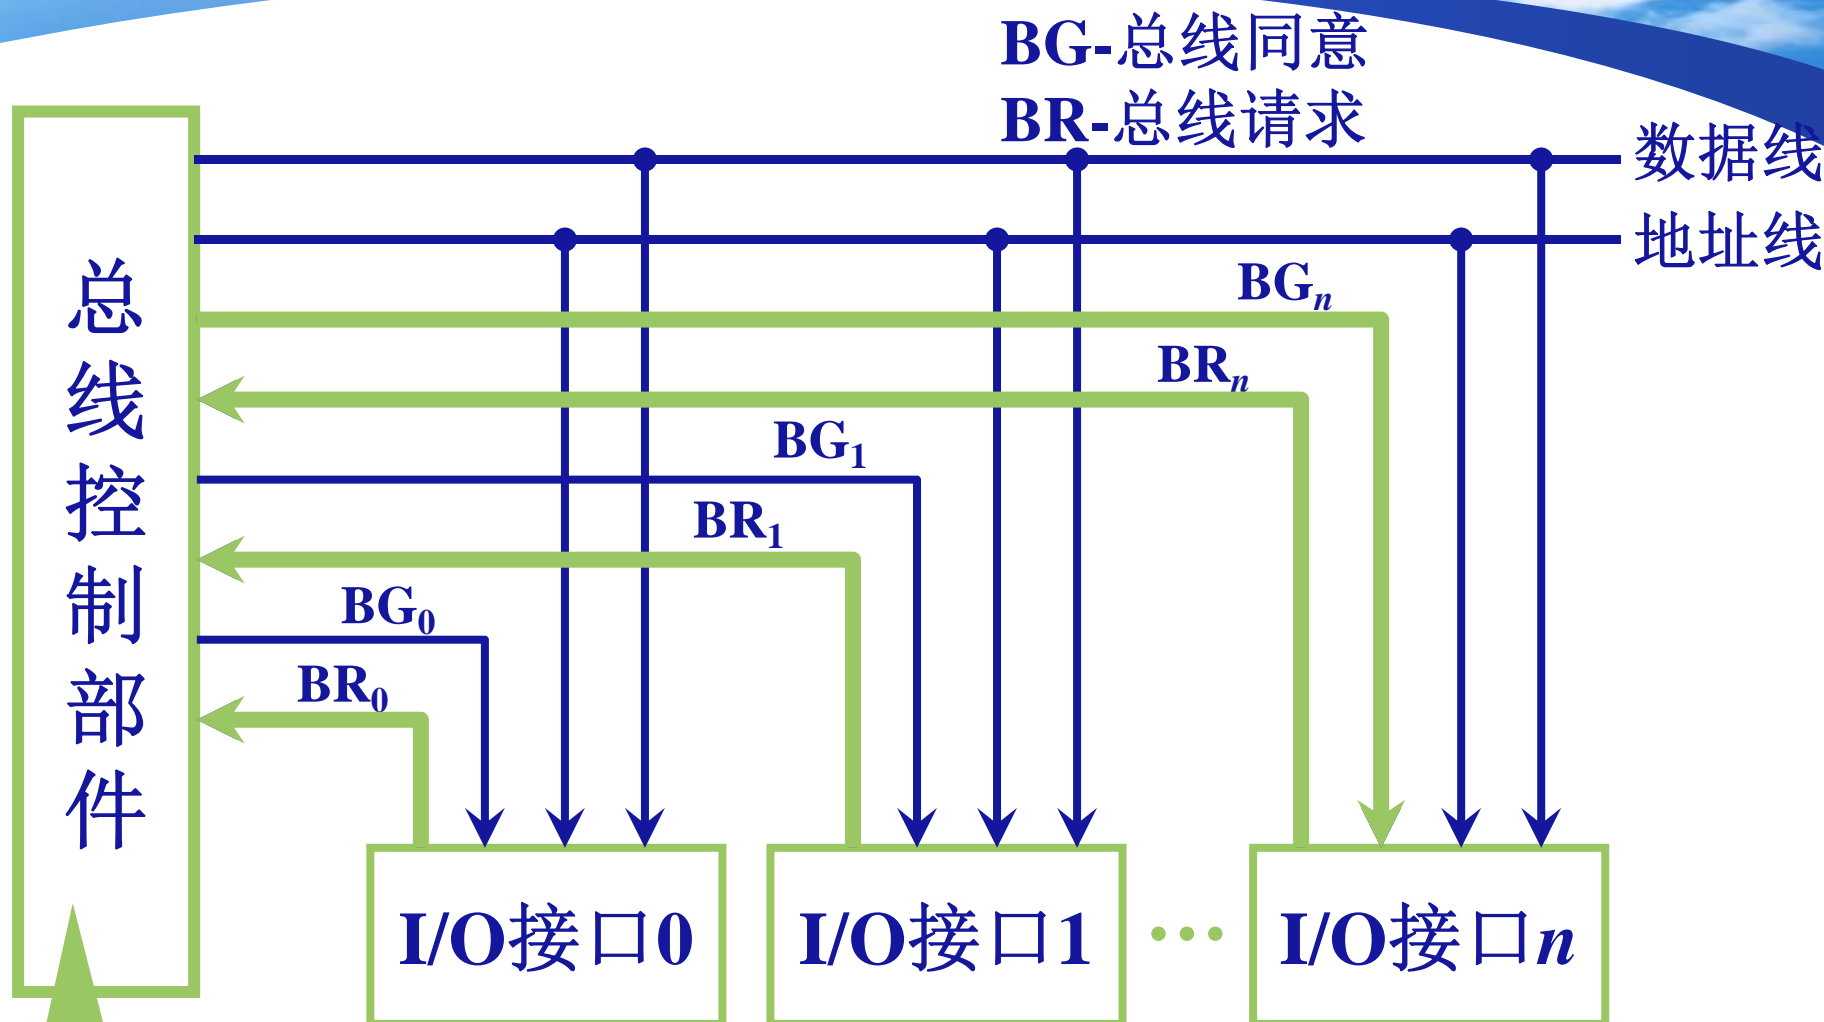 BG-总线同意
BR-总线请求
数据线
地址线
BGn
BRn
BG1
BR1
BG0
BR0
总线控制部件
I/O接口0
I/O接口1
…
I/O接口n